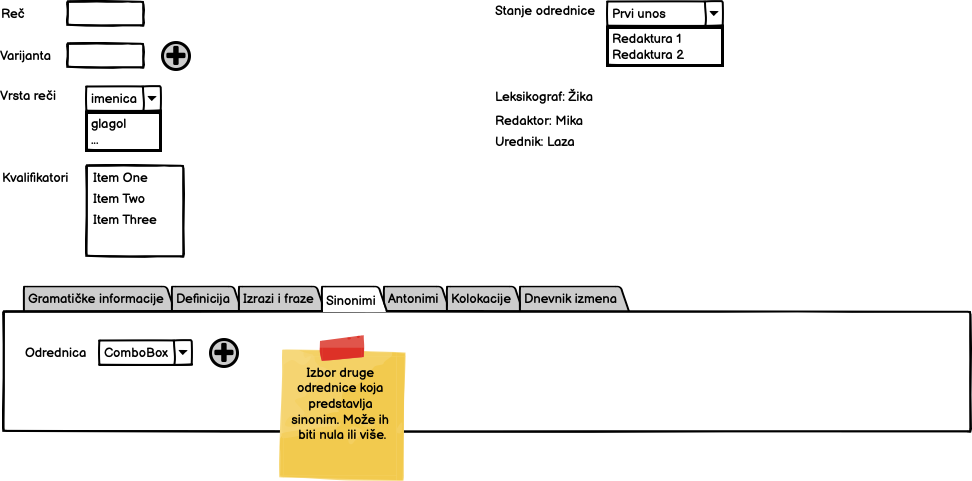 Reč
Stanje odrednice
Prvi unos
Redaktura 1
Redaktura 2
Varijanta
Vrsta reči
imenica
glagol
...
Leksikograf: Žika
Redaktor: Mika
Urednik: Laza
Kvalifikatori
Item One
Item Two
Item Three
Gramatičke informacije
Definicija
Izrazi i fraze
Sinonimi
Antonimi
Kolokacije
Dnevnik izmena
Odrednica
ComboBox
Izbor druge
odrednice koja
predstavlja
sinonim. Može ih
biti nula ili više.